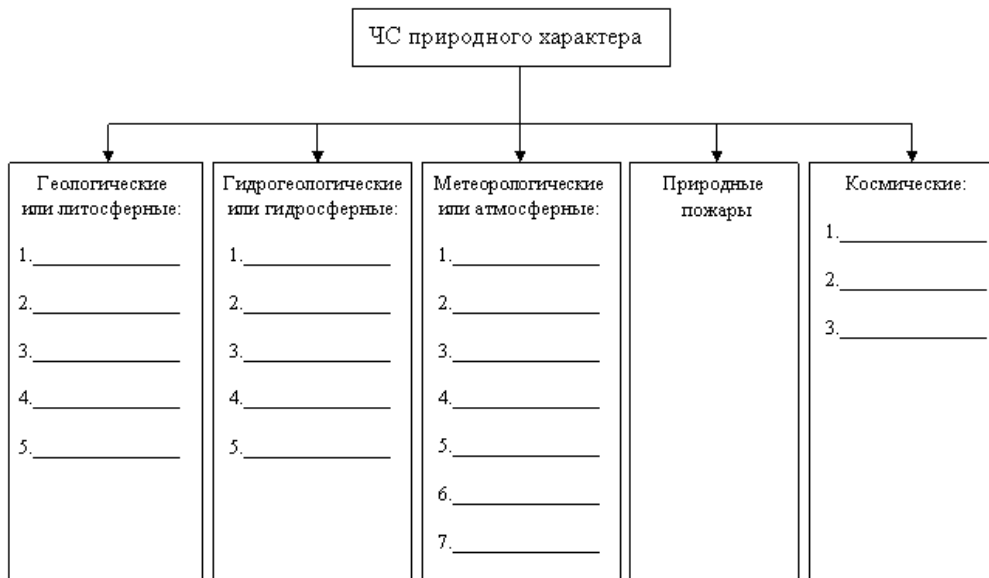 ЧС природного характера
Геологические
или литосферные:
1.
2.
3.
4.
5.
Гидрогеологические
или гидросферные:
1.
2.
3.
4.
5.
Метеорологические
или атмосферные:
1.
2.
3.
4.
5.
6.
7.
Природные
пожары
Космические:
1.
2.
3.